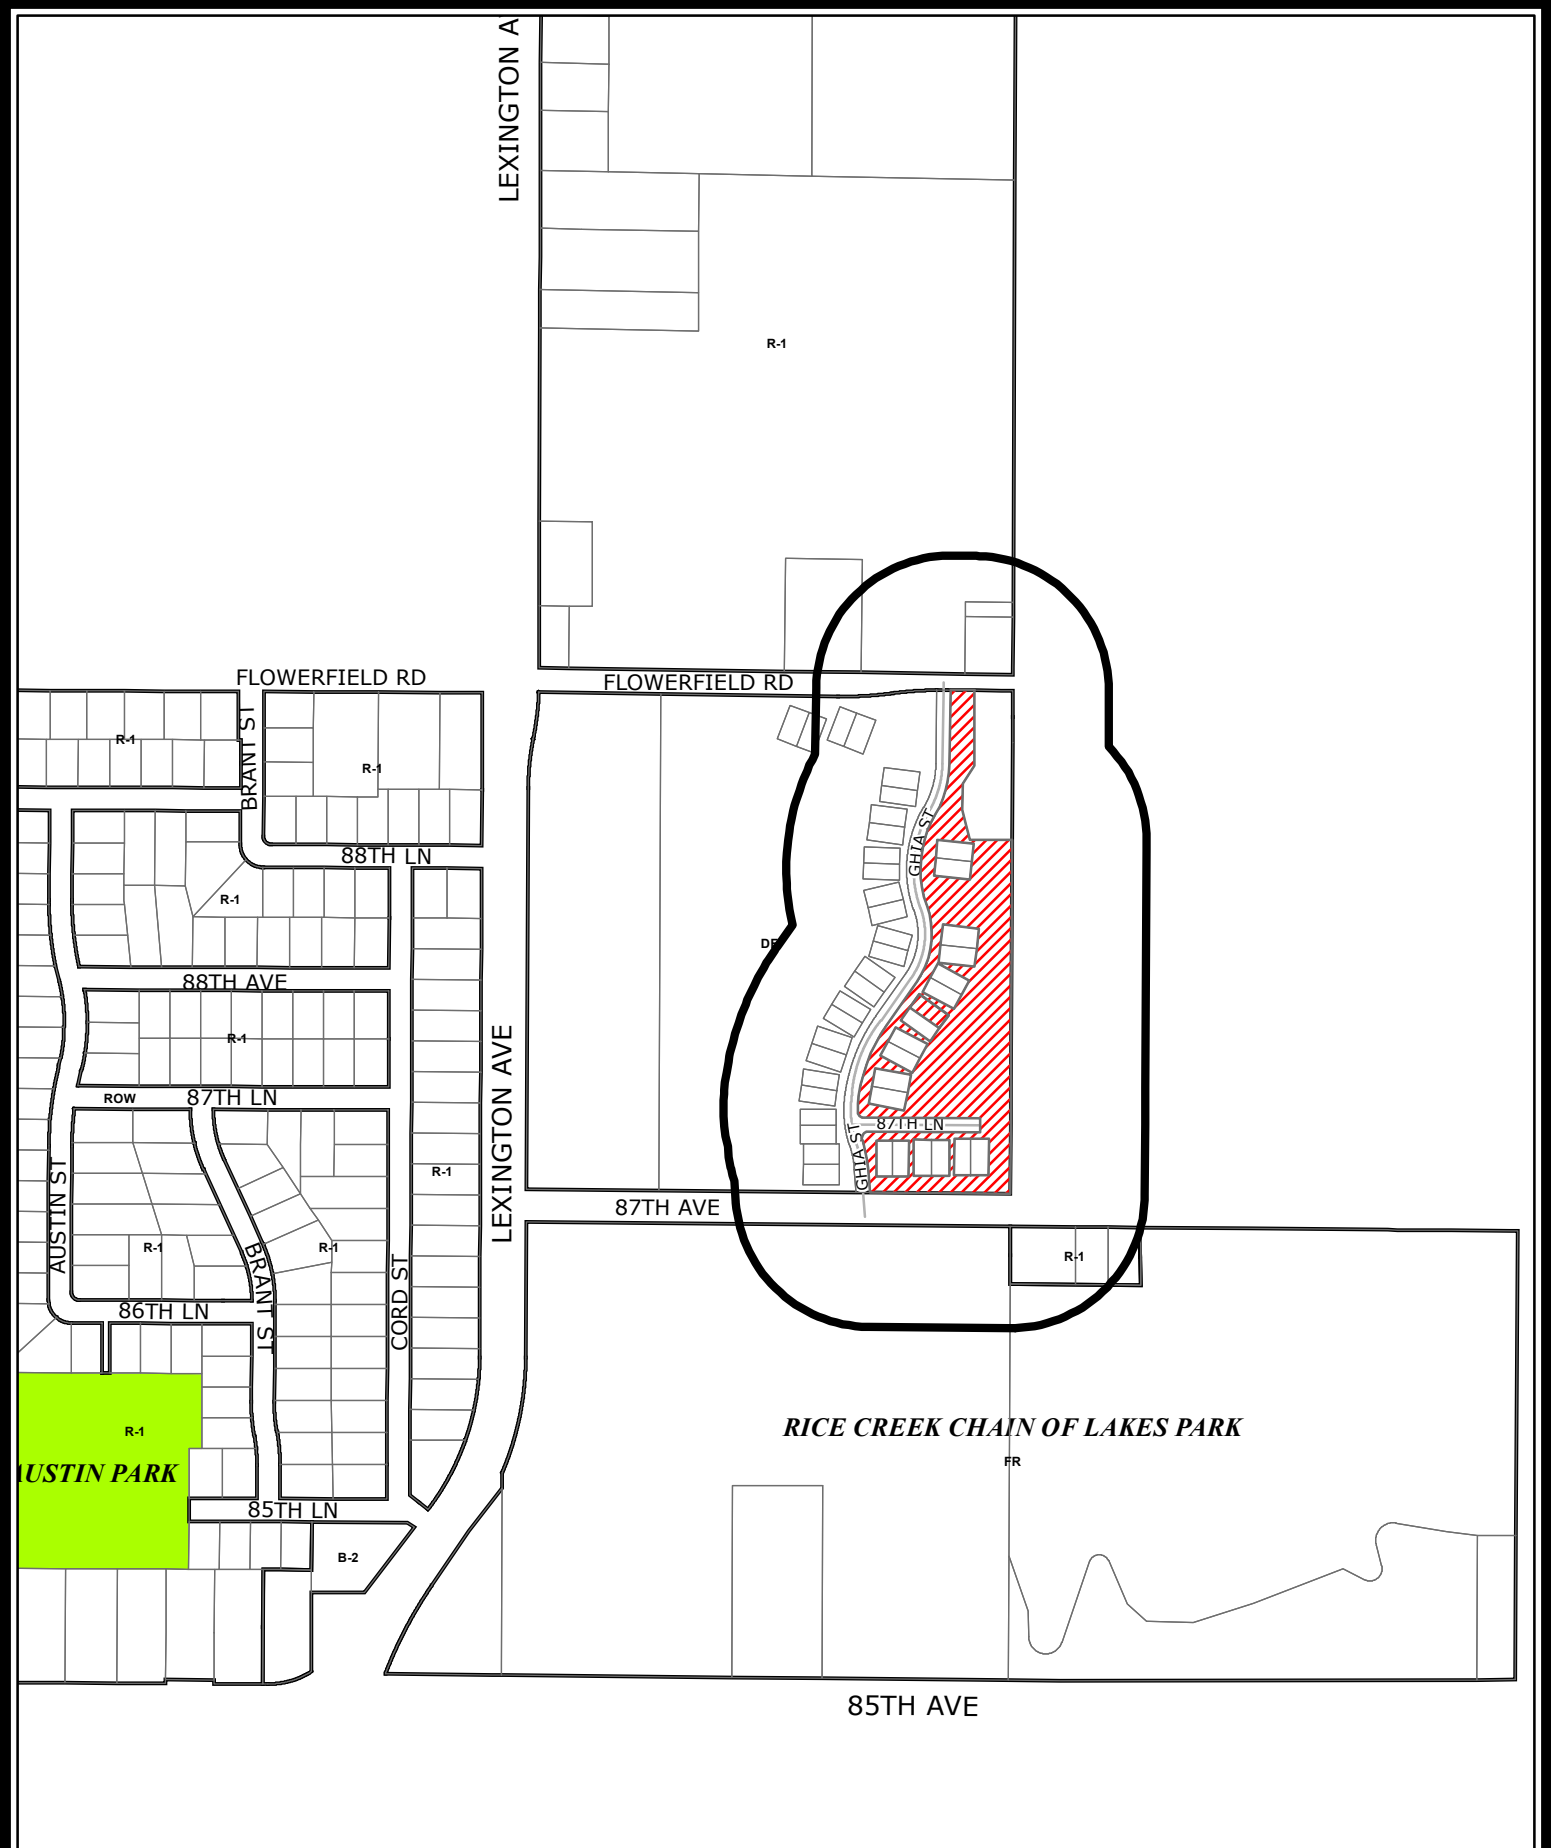 LEXINGTON A
R-1
FLOWERFIELD RD
FLOWERFIELD RD
BRANT ST
R-1
R-1
GHIA ST
88TH LN
R-1
88TH AVE
R-1
LEXINGTON AVE
87TH LN
ROW
87TH LN
GHIA ST
R-1
AUSTIN ST
87TH AVE
R-1
BRANT ST
R-1
CORD ST
R-1
86TH LN
RICE CREEK CHAIN OF LAKES PARK
FR
R-1
AUSTIN PARK
85TH LN
B-2
85TH AVE